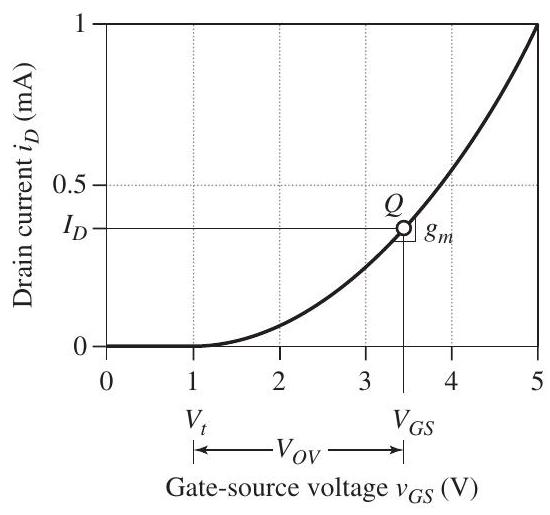 Drain current i_D (mA)
1
0.5
I_D
0
Q
g_m
0 1 2 3 4 5
V_t V_GS
V_OV
Gate-source voltage v_GS (V)